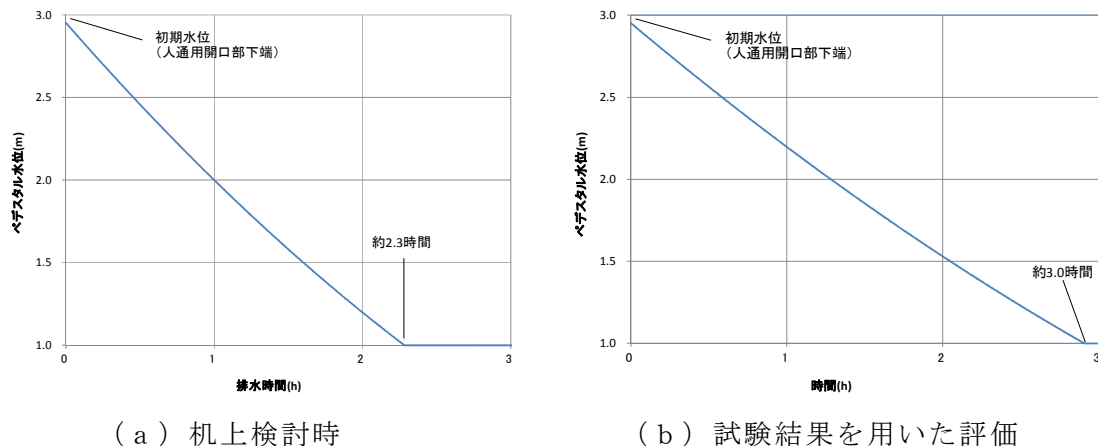 3.0
2.5
2.0
1.5
1.0
ペデスタル水位(m)
初期水位
（人通用開口部下端）
約2.3時間
0
1
2
3
排水時間(h)
（a）机上検討時
3.0
2.5
2.0
1.5
1.0
ペデスタル水位(m)
初期水位
（人通用開口部下端）
約3.0時間
0
1
2
3
時間(h)
（b）試験結果を用いた評価